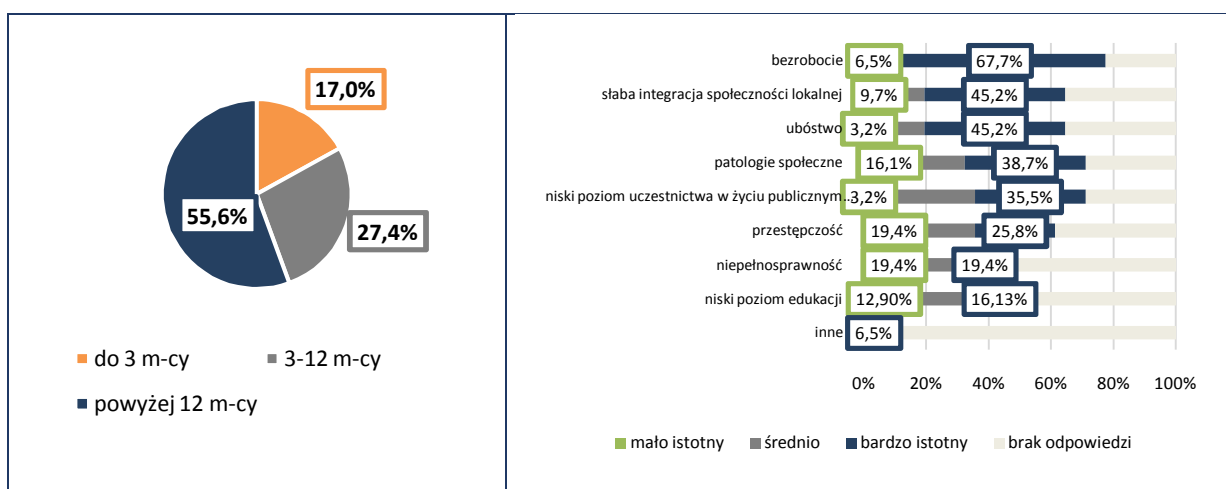 17,0%
55,6%
27,4%
do 3 m-cy 3-12 m-cy
powyżej 12 m-cy
bezrobocie 6,5% 67,7%
słaba integracja społeczności lokalnej 9,7% 45,2%
ubóstwo 3,2% 45,2%
patologie społeczne 16,1% 38,7%
niski poziom uczestnictwa w życiu publicznym... 3,2% 35,5%
przestępczość 19,4% 25,8%
niepełnosprawność 19,4% 19,4%
niski poziom edukacji 12,90% 16,13%
inne 6,5%
0% 20% 40% 60% 80% 100%
mało istotny średnio bardzo istotny brak odpowiedzi